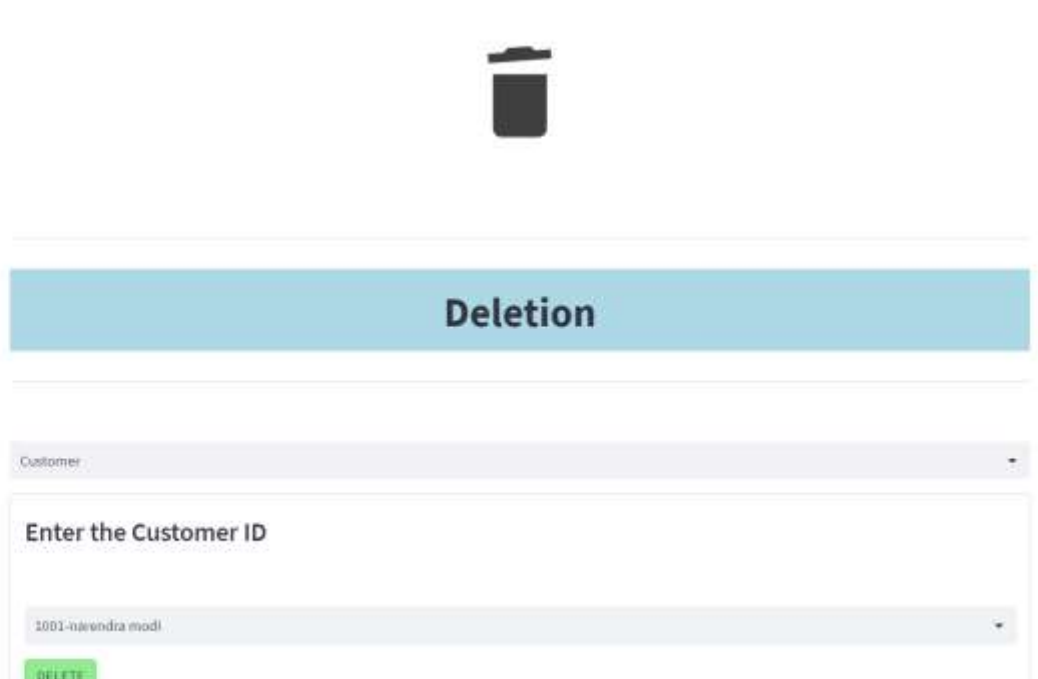 Deletion
Customer
Enter the Customer ID
1001-narendra modi
DELETE